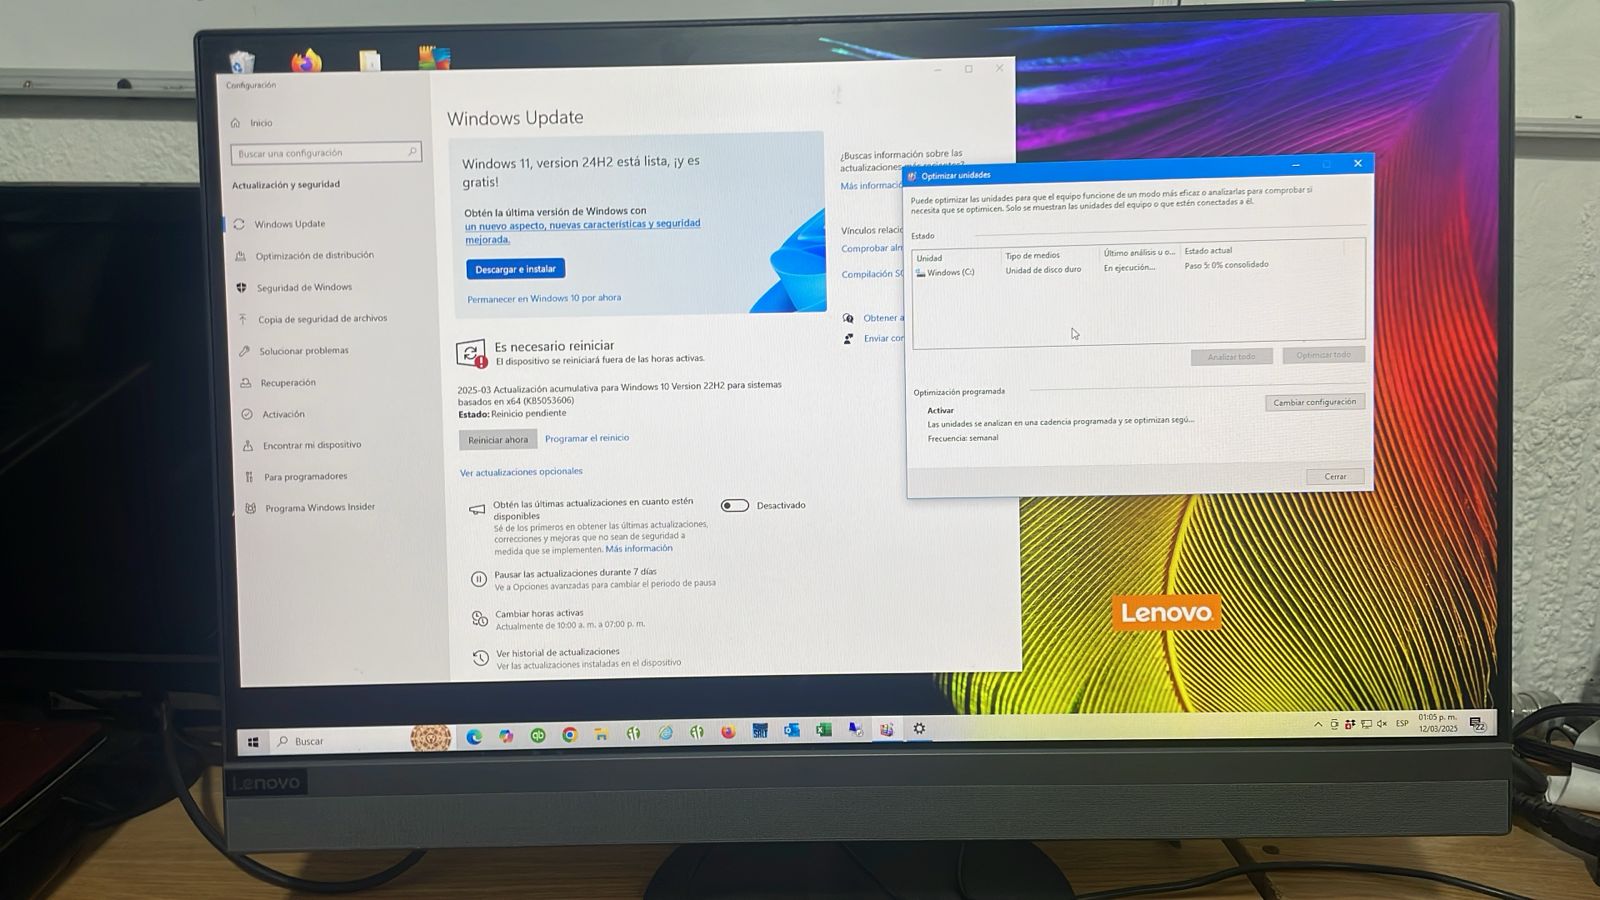 Configuración
Inicio
Buscar una configuración
Actualización y seguridad
Windows Update
Optimización de distribución
Seguridad de Windows
Copia de seguridad de archivos
Solucionar problemas
Recuperación
Activación
Encontrar mi dispositivo
Para programadores
Programa Windows Insider
Windows Update
Windows 11, version 24H2 está lista, ¡y es
gratis!
Obtén la última versión de Windows con
un nuevo aspecto, nuevas características y seguridad
mejorada.
Descargar e instalar
Permanecer en Windows 10 por ahora
Es necesario reiniciar
El dispositivo se reiniciará fuera de las horas activas.
2025-03 Actualización acumulativa para Windows 10 Version 22H2 para sistemas
basados en x64 (KB5053606)
Estado: Reinicio pendiente
Reiniciar ahora
Programar el reinicio
Ver actualizaciones opcionales
Obtén las últimas actualizaciones en cuanto estén
disponibles
Sé de los primeros en obtener las últimas actualizaciones,
correcciones y mejoras que no sean de seguridad a
medida que se implementen. Más información
Desactivado
Pausar las actualizaciones durante 7 días
Ve a Opciones avanzadas para cambiar el periodo de pausa
Cambiar horas activas
Actualmente de 10:00 a. m. a 07:00 p. m.
Ver historial de actualizaciones
Ver las actualizaciones instaladas en el dispositivo
¿Buscas información sobre las
actualizaciones
Más informació
Vínculos relaci
Comprobar alm
Compilación SO
Obtener a
Enviar cor
Optimizar unidades
Puede optimizar las unidades para que el equipo funcione de un modo más eficaz o analizarlas para comprobar si
necesita que se optimicen. Solo se muestran las unidades del equipo o que estén conectadas a él.
Estado
Unidad Tipo de medios Último análisis u o... Estado actual
Windows (C:) Unidad de disco duro En ejecución... Paso 5: 0% consolidado
Analizar todo
Optimizar todo
Optimización programada
Activar
Cambiar configuración
Las unidades se analizan en una cadencia programada y se optimizan segú...
Frecuencia: semanal
Cerrar
Lenovo
Buscar
ESP
01:05 p. m.
12/03/2025
22
Lenovo